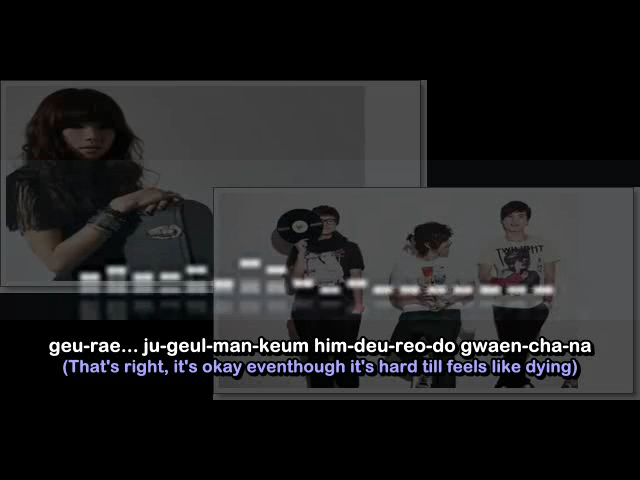 TWILIGHT
geu-rae... ju-geul-man-keum him-deu-reo-do gwaen-cha-na
(That's right, it's okay eventhough it's hard till feels like dying)